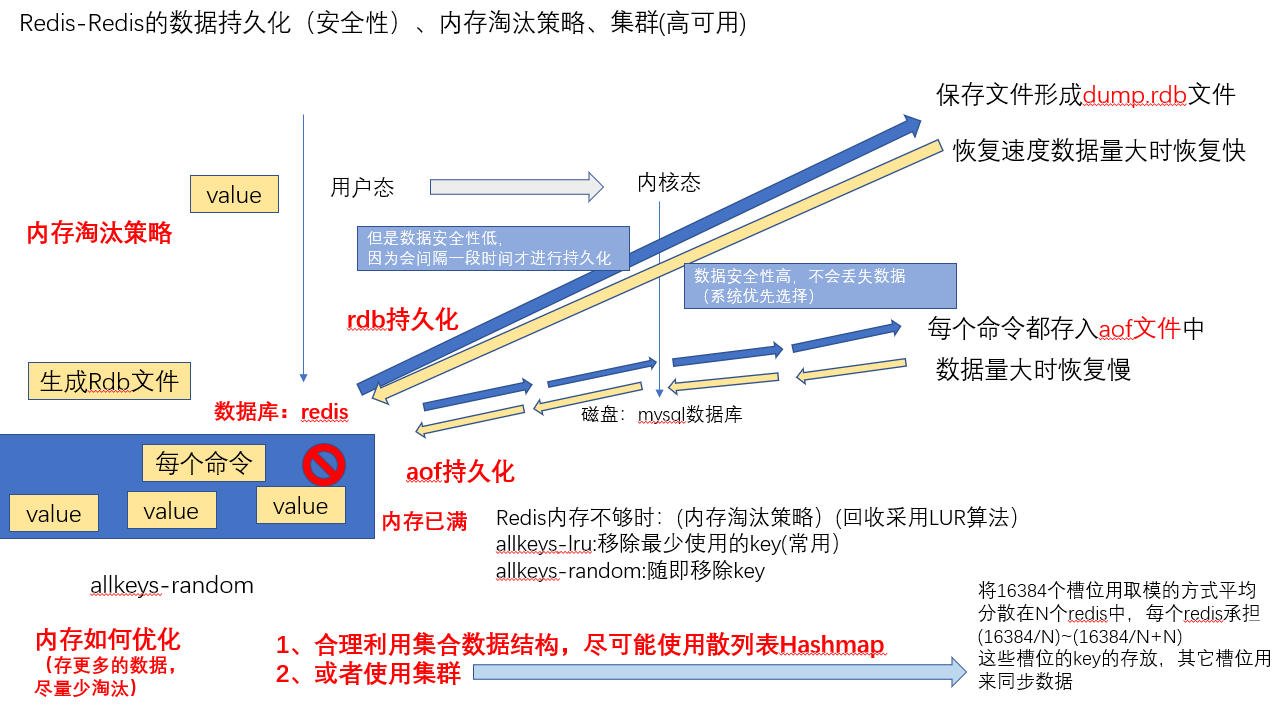 Redis-Redis的数据持久化（安全性）、内存淘汰策略、集群(高可用)
保存文件形成dump.rdb文件
恢复速度数据量大时恢复快
value
用户态
内核态
内存淘汰策略
但是数据安全性低,
因为会间隔一段时间才进行持久化
数据安全性高，不会丢失数据
（系统优先选择）
rdb持久化
每个命令都存入aof文件中
数据量大时恢复慢
生成Rdb文件
数据库：redis
磁盘：mysql数据库
每个命令
aof持久化
value
value
value
内存已满
Redis内存不够时：(内存淘汰策略）(回收采用LUR算法）
allkeys-lru:移除最少使用的key(常用）
allkeys-random:随即移除key
allkeys-random
将16384个槽位用取模的方式平均
分散在N个redis中，每个redis承担
(16384/N)~(16384/N+N)
这些槽位的key的存放，其它槽位用
来同步数据
内存如何优化
（存更多的数据，
尽量少淘汰）
1、合理利用集合数据结构，尽可能使用散列表Hashmap
2、或者使用集群